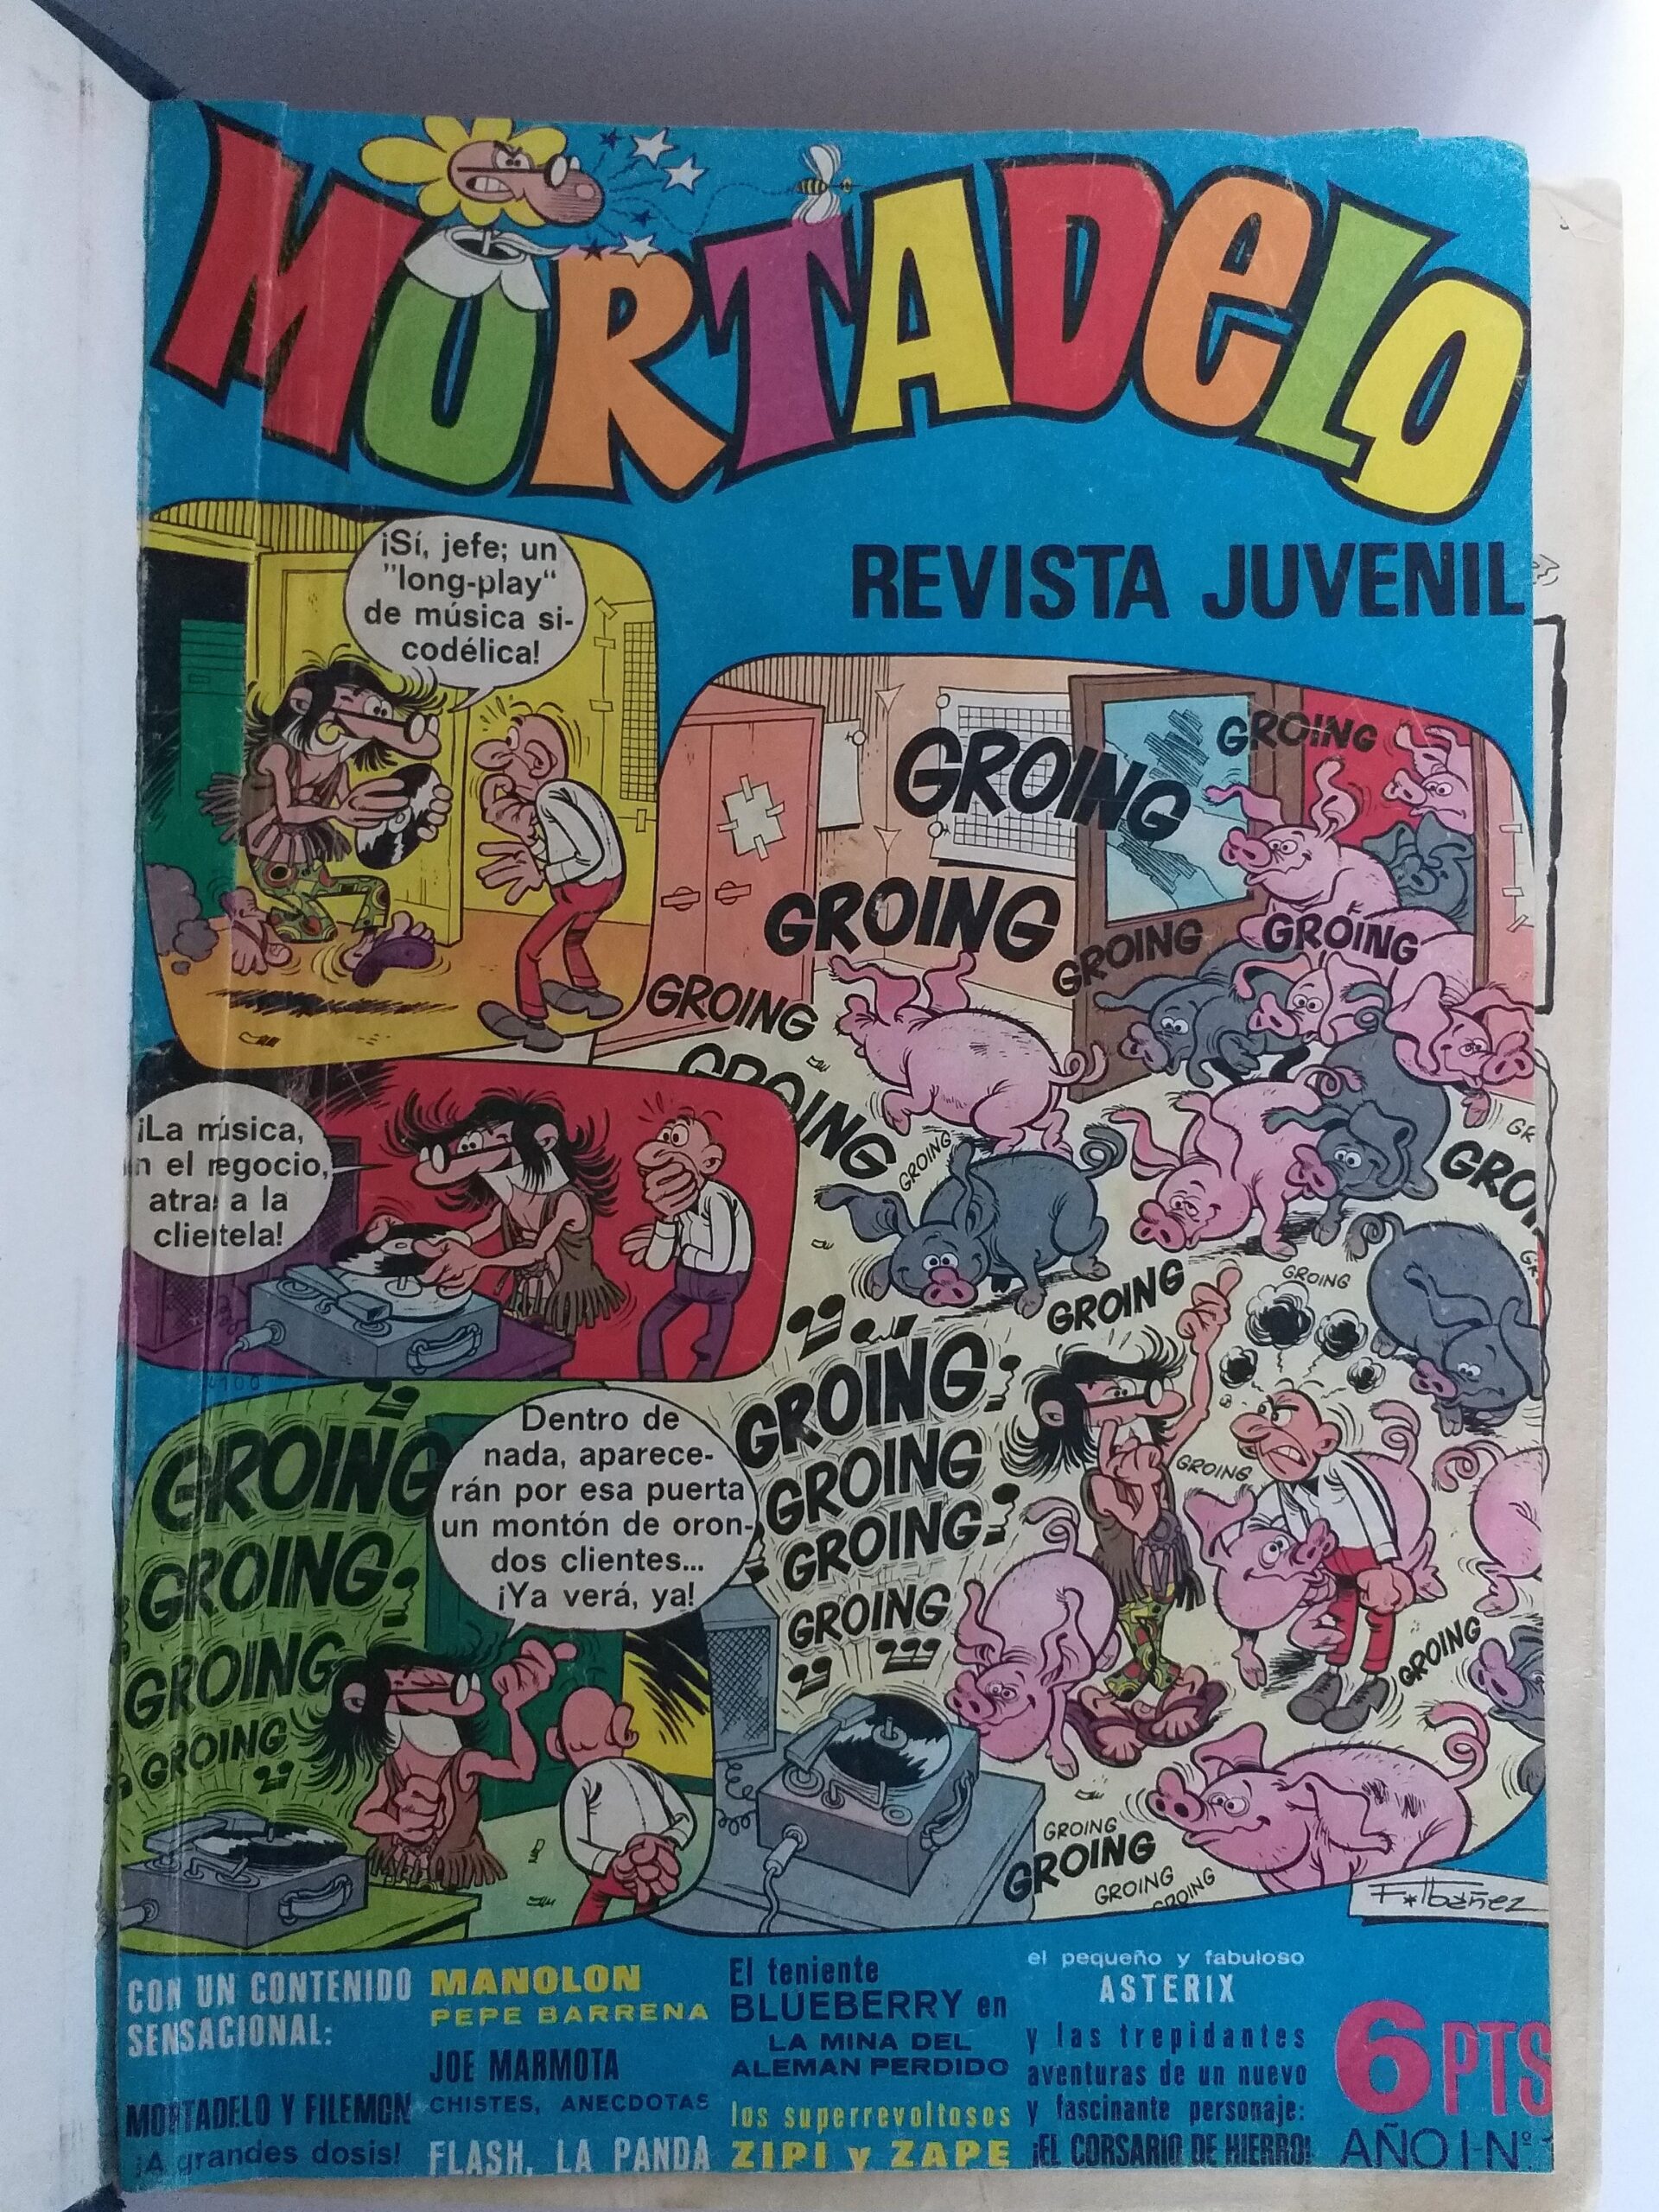 MORTADELO
REVISTA JUVENIL
¡Sí, jefe; un
"long-play"
de música si-
codélica!
GROING
GROING
GROING
GROING
GROING
GROING
GROING
GROING
GROING
GROING
GROING
¡La música,
en el negocio,
atrae a la
clientela!
GROING
GROING
GROING
GROING
Dentro de
nada, aparece-
rán por esa puerta
un montón de oron-
dos clientes...
¡Ya verá, ya!
GROING
GROING
GROING
GROING
GROING
GROING
GROING
GROING
GROING
GROING
F. Ibáñez
CON UN CONTENIDO
SENSACIONAL:
MORTADELO Y FILEMON
¡A grandes dosis!
MANOLON
PEPE BARRENA
JOE MARMOTA
CHISTES, ANECDOTAS
FLASH, LA PANDA
El teniente
BLUEBERRY en
LA MINA DEL
ALEMAN PERDIDO
los superrevoltosos
ZIPI y ZAPE
el pequeño y fabuloso
ASTERIX
y las trepidantes
aventuras de un nuevo
y fascinante personaje:
¡EL CORSARIO DE HIERRO!
6 PTS
AÑO I-Nº